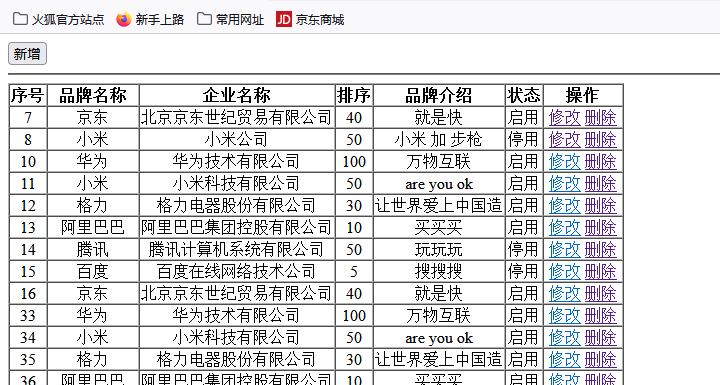 火狐官方站点 新手上路 常用网址 JD 京东商城
新增
序号 品牌名称 企业名称 排序 品牌介绍 状态 操作
7 京东 北京京东世纪贸易有限公司 40 就是快 启用 修改 删除
8 小米 小米公司 50 小米 加 步枪 停用 修改 删除
10 华为 华为技术有限公司 100 万物互联 启用 修改 删除
11 小米 小米科技有限公司 50 are you ok 启用 修改 删除
12 格力 格力电器股份有限公司 30 让世界爱上中国造 启用 修改 删除
13 阿里巴巴 阿里巴巴集团控股有限公司 10 买买买 启用 修改 删除
14 腾讯 腾讯计算机系统有限公司 50 玩玩玩 停用 修改 删除
15 百度 百度在线网络技术公司 5 搜搜搜 停用 修改 删除
16 京东 北京京东世纪贸易有限公司 40 就是快 启用 修改 删除
33 华为 华为技术有限公司 100 万物互联 启用 修改 删除
34 小米 小米科技有限公司 50 are you ok 启用 修改 删除
35 格力 格力电器股份有限公司 30 让世界爱上中国造 启用 修改 删除
36 阿里巴巴 阿里巴巴集团控股有限公司 10 买买买 启用 修改 删除